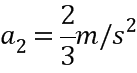 a₂ = 2/3 m/s²